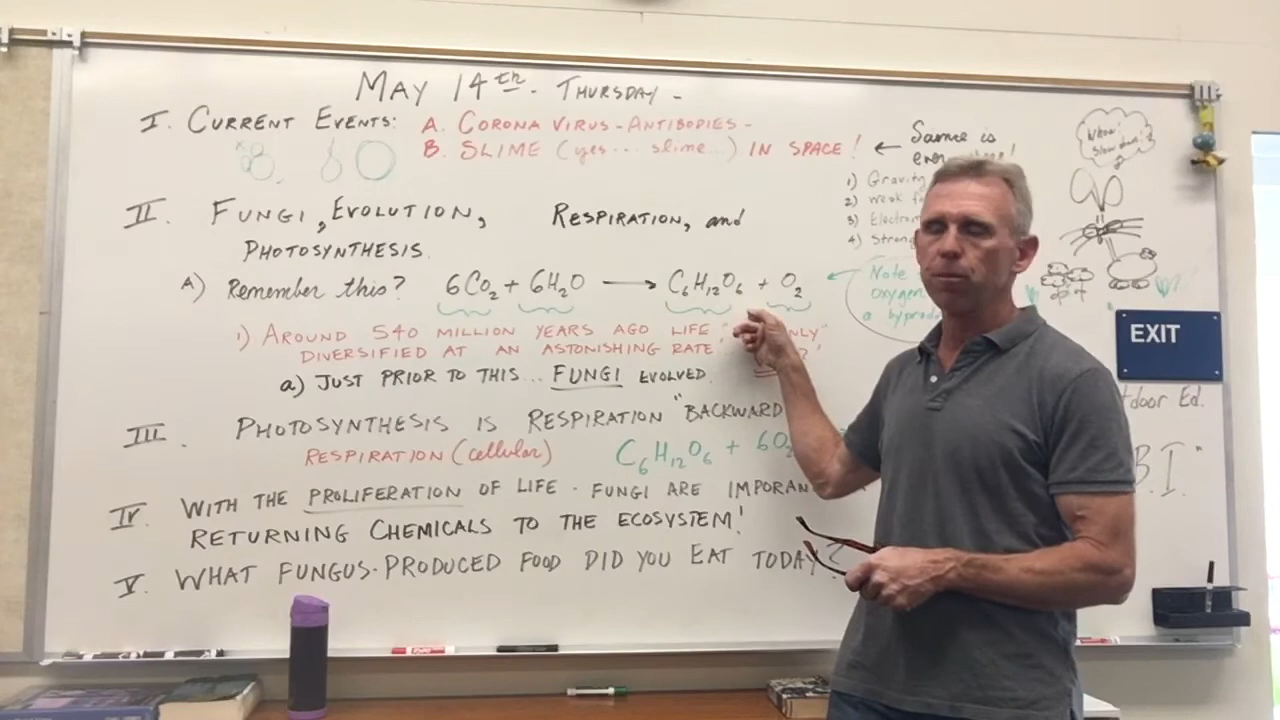 MAY 14th. THURSDAY -
I. CURRENT EVENTS: A. CORONA VIRUS - ANTIBODIES -
B. SLIME (yes... slime...) IN SPACE! ← Same is
1) Gravity
2) weak
3)
4) Strong
Whoa! slow down!
II FUNGI, EVOLUTION, RESPIRATION, and
PHOTOSYNTHESIS.
A) Remember this? 6CO2 + 6H2O → C6H12O6 + O2
Note
oxygen
a
1) AROUND 540 MILLION YEARS AGO LIFE "
DIVERSIFIED AT AN ASTONISHING RATE
a) JUST PRIOR TO THIS... FUNGI EVOLVED.
III. PHOTOSYNTHESIS IS RESPIRATION "BACKWARD
RESPIRATION (cellular) C6H12O6 + 6O2
IV. WITH THE PROLIFERATION OF LIFE. FUNGI ARE
RETURNING CHEMICALS TO THE ECOSYSTEM!
V. WHAT FUNGUS-PRODUCED FOOD DID YOU EAT TODAY?
EXIT
Ed.
B.I."